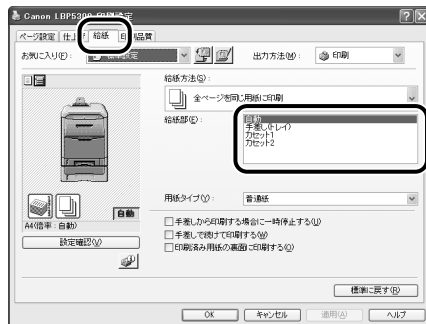 Canon LBP5300 印刷設定
ページ設定 仕上げ 給紙 印刷品質
お気に入り(F): 標準設定 出力方法(M): 印刷
給紙方法(S):
全ページを同じ用紙に印刷
給紙部(E):
自動
手差し(トレイ)
カセット1
カセット2
自動
A4(倍率:自動)
用紙タイプ(Y): 普通紙
手差しから印刷する場合に一時停止する(U)
手差しで続けて印刷する(W)
印刷済み用紙の裏面に印刷する(O)
設定確認(V)
標準に戻す(R)
OK キャンセル 適用(A) ヘルプ